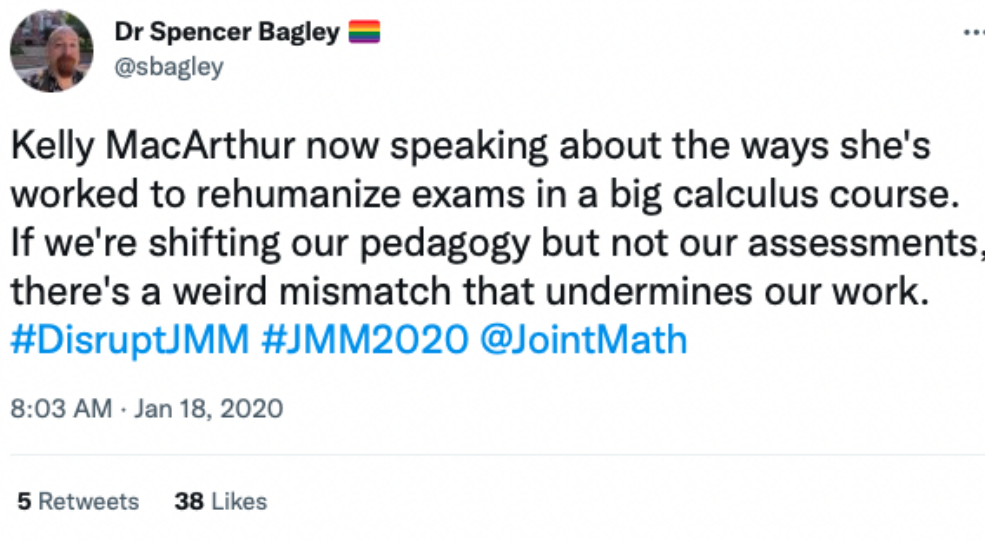 Dr Spencer Bagley 🏳️‍🌈
@sbagley
Kelly MacArthur now speaking about the ways she's
worked to rehumanize exams in a big calculus course.
If we're shifting our pedagogy but not our assessments,
there's a weird mismatch that undermines our work.
#DisruptJMM #JMM2020 @JointMath
8:03 AM · Jan 18, 2020
5 Retweets 38 Likes